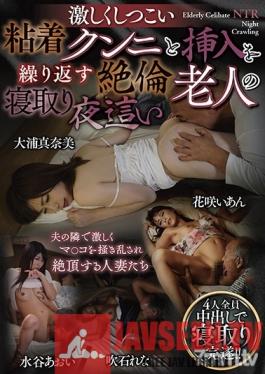 激しくしつこい
Elderly Celibate NTR
Night
Crawling
粘着クンニと挿入を
繰り返す絶倫老人の
寝取り夜這い
大浦真奈美
花咲いあん
夫の隣で激しく
マ○コを掻き乱され
絶頂する人妻たち
4人全員
中出しで
寝取り
水谷あおい
吹石れな